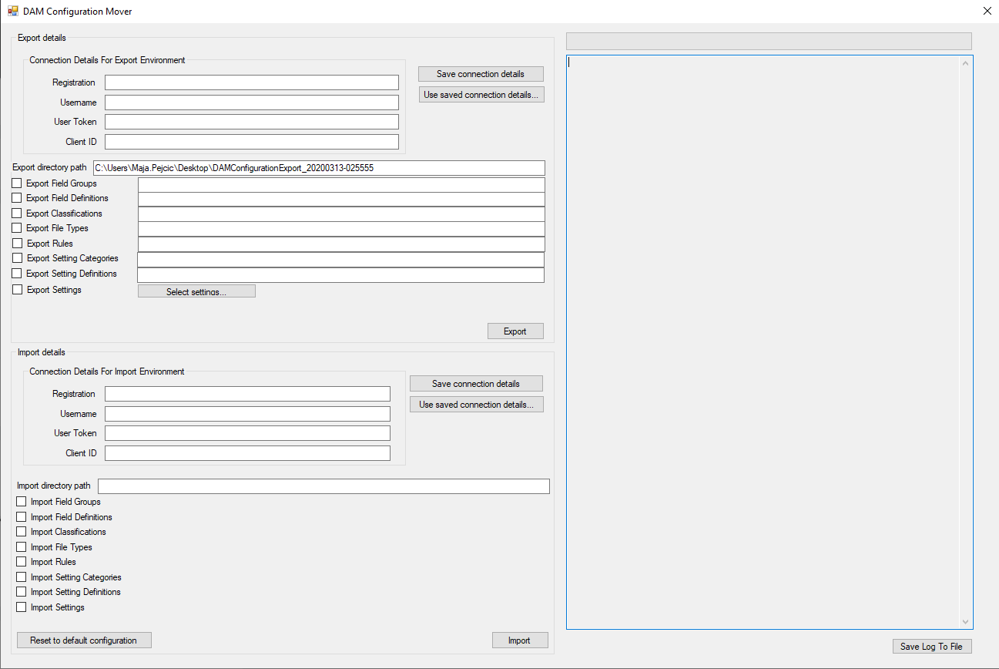 DAM Configuration Mover
Export details
Connection Details For Export Environment
Registration
Username
User Token
Client ID
Save connection details
Use saved connection details...
Export directory path C:\Users\Maja.Pejcic\Desktop\DAMConfigurationExport_20200313-025555
Export Field Groups
Export Field Definitions
Export Classifications
Export File Types
Export Rules
Export Setting Categories
Export Setting Definitions
Export Settings Select settings...
Export
Import details
Connection Details For Import Environment
Registration
Username
User Token
Client ID
Save connection details
Use saved connection details...
Import directory path
Import Field Groups
Import Field Definitions
Import Classifications
Import File Types
Import Rules
Import Setting Categories
Import Setting Definitions
Import Settings
Reset to default configuration Import
Save Log To File